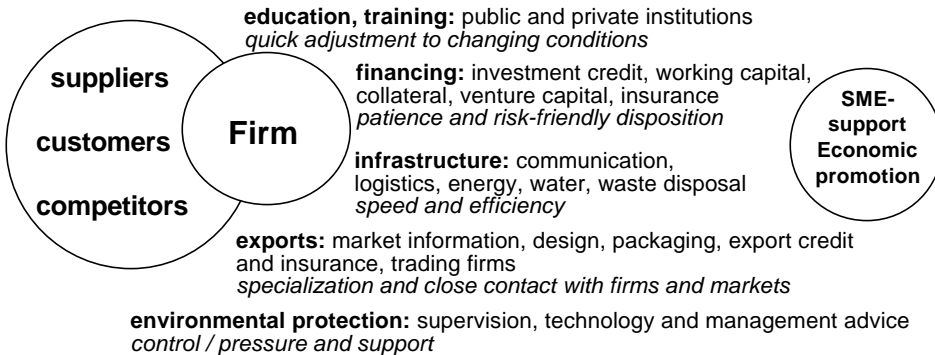 education, training: public and private institutions
quick adjustment to changing conditions
suppliers
customers
competitors
Firm
financing: investment credit, working capital,
collateral, venture capital, insurance
patience and risk-friendly disposition
infrastructure: communication,
logistics, energy, water, waste disposal
speed and efficiency
SME-
support
Economic
promotion
exports: market information, design, packaging, export credit
and insurance, trading firms
specialization and close contact with firms and markets
environmental protection: supervision, technology and management advice
control / pressure and support